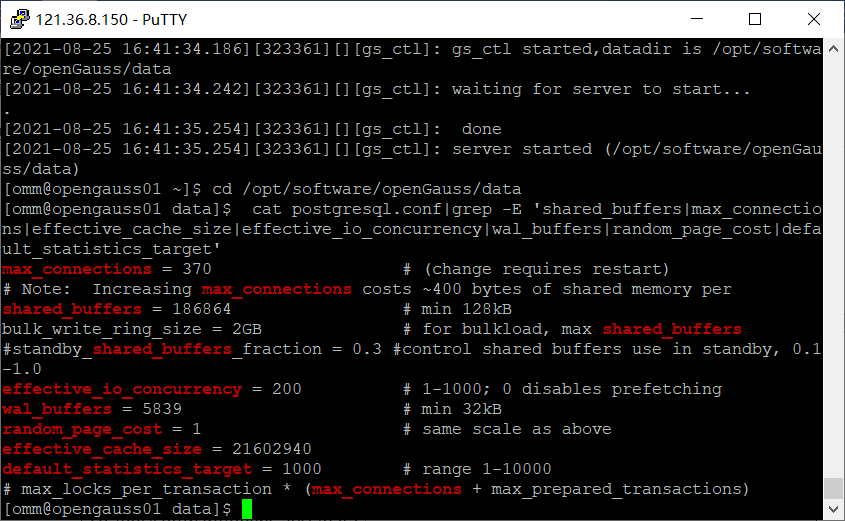 121.36.8.150 - PuTTY
[2021-08-25 16:41:34.186][323361][][gs_ctl]: gs_ctl started,datadir is /opt/softwa
re/openGauss/data
[2021-08-25 16:41:34.242][323361][][gs_ctl]: waiting for server to start...
.
[2021-08-25 16:41:35.254][323361][][gs_ctl]:  done
[2021-08-25 16:41:35.254][323361][][gs_ctl]: server started (/opt/software/openGau
ss/data)
[omm@opengauss01 ~]$ cd /opt/software/openGauss/data
[omm@opengauss01 data]$  cat postgresql.conf|grep -E 'shared_buffers|max_connectio
ns|effective_cache_size|effective_io_concurrency|wal_buffers|random_page_cost|defa
ult_statistics_target'
max_connections = 370                   # (change requires restart)
# Note:  Increasing max_connections costs ~400 bytes of shared memory per
shared_buffers = 186864                 # min 128kB
bulk_write_ring_size = 2GB              # for bulkload, max shared_buffers
#standby_shared_buffers_fraction = 0.3 #control shared buffers use in standby, 0.1
-1.0
effective_io_concurrency = 200          # 1-1000; 0 disables prefetching
wal_buffers = 5839                      # min 32kB
random_page_cost = 1                    # same scale as above
effective_cache_size = 21602940
default_statistics_target = 1000        # range 1-10000
# max_locks_per_transaction * (max_connections + max_prepared_transactions)
[omm@opengauss01 data]$